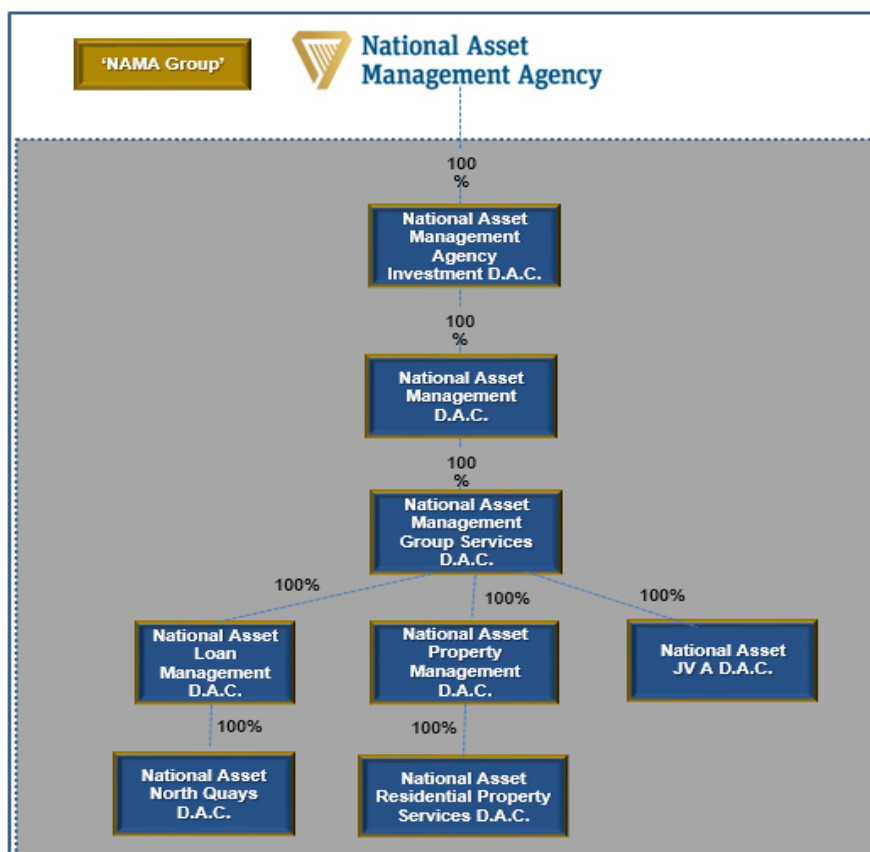 ‘NAMA Group’
National Asset
Management Agency
100
%
National Asset
Management
Agency
Investment D.A.C.
100
%
National Asset
Management
D.A.C.
100
%
National Asset
Management
Group Services
D.A.C.
100%
100%
100%
National Asset
Loan
Management
D.A.C.
National Asset
Property
Management
D.A.C.
National Asset
JV A D.A.C.
100%
100%
National Asset
North Quays
D.A.C.
National Asset
Residential Property
Services D.A.C.